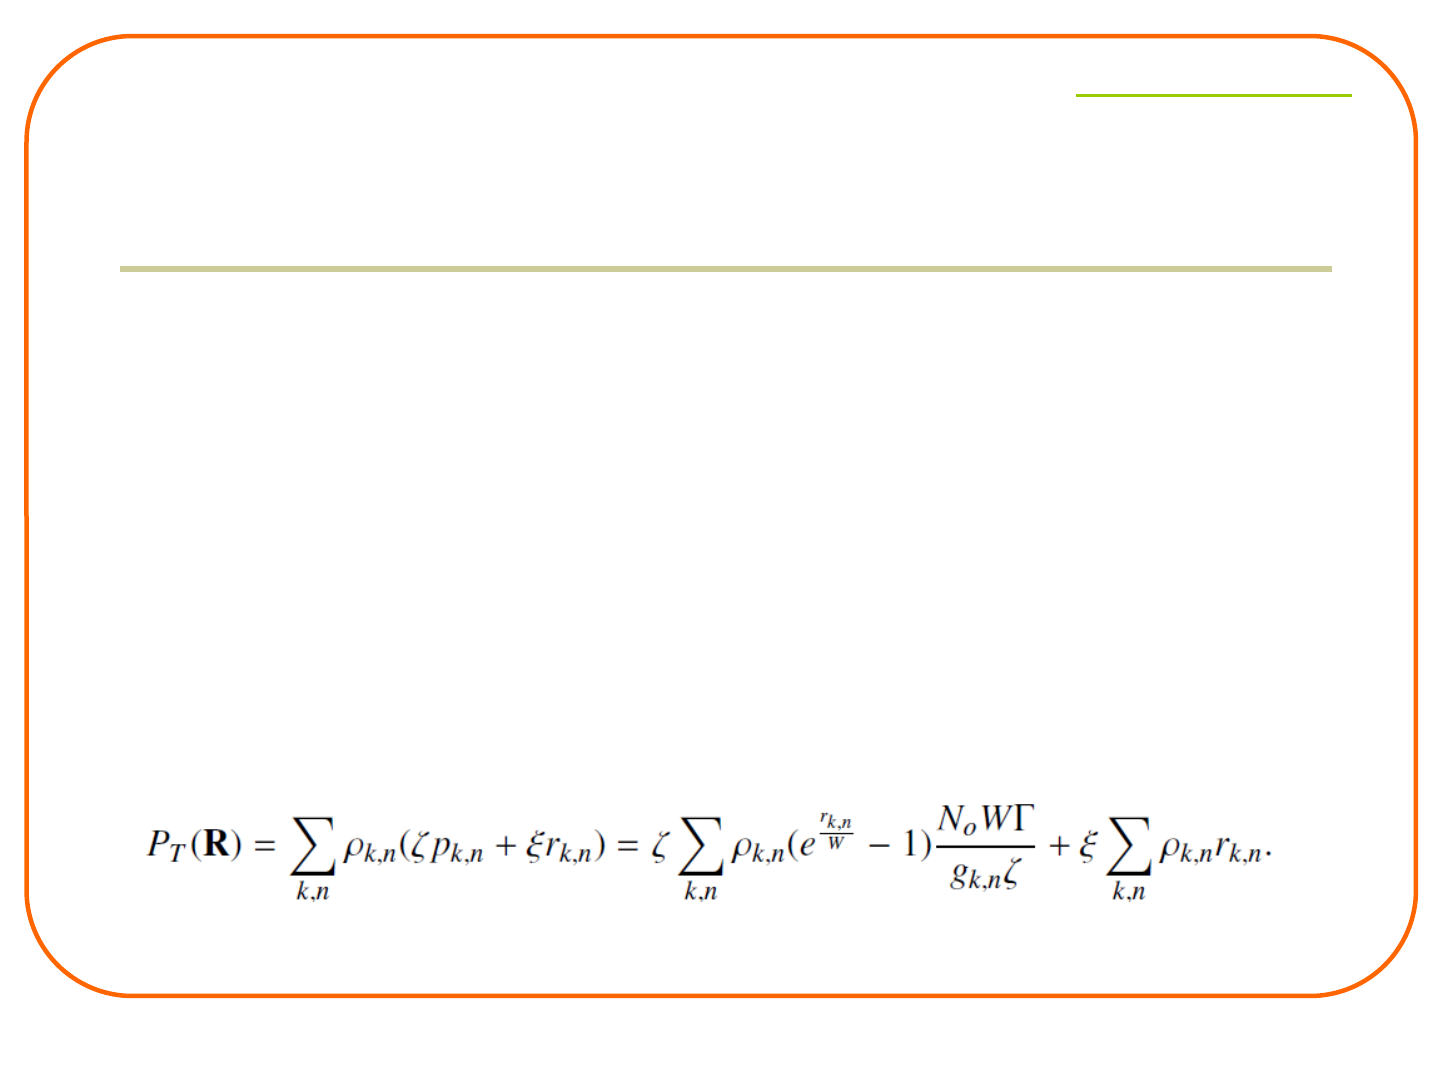 $P_T(\mathbf{R}) = \sum_{k,n} \rho_{k,n}(\zeta p_{k,n} + \xi r_{k,n}) = \zeta \sum_{k,n} \rho_{k,n}(e^{\frac{r_{k,n}}{W}} - 1)\frac{N_o W \Gamma}{g_{k,n}\zeta} + \xi \sum_{k,n} \rho_{k,n} r_{k,n}.$